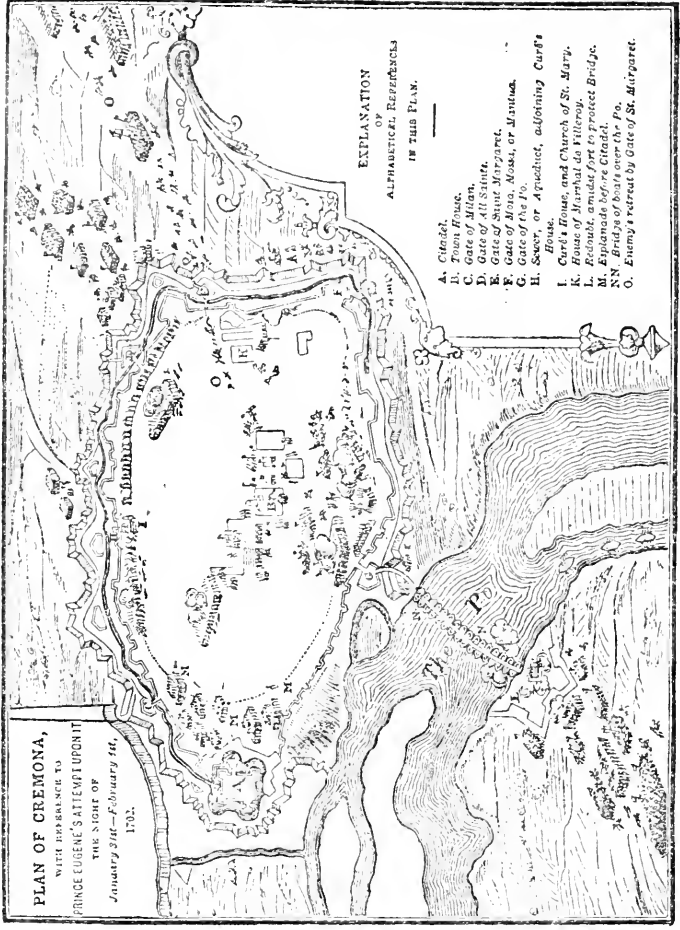 PLAN OF CREMONA,
WITH REFERENCE TO
PRINCE EUGENE'S ATTEMPT UPON IT
THE NIGHT OF
January 31st—February 1st,
1702.
EXPLANATION
OF
ALPHABETICAL REFERENCES
IN THIS PLAN.
A. Citadel.
B. Town House.
C. Gate of Milan.
D. Gate of All Saints.
E. Gate of Saint Margaret.
F. Gate of Mosa, Mossa, or Mantua.
G. Gate of the Po.
H. Sewer, or Aqueduct, adjoining Curé's
House.
I. Curé's House, and Church of St. Mary.
K. House of Marshal de Villeroy.
L. Redoubt, amidst fort to protect Bridge.
M. Esplanade before Citadel.
NN. Bridge of boats over the Po.
O. Enemy's retreat by Gate of St. Margaret.
The Po
A
M
M
M
I
B
G
K
O
O
F